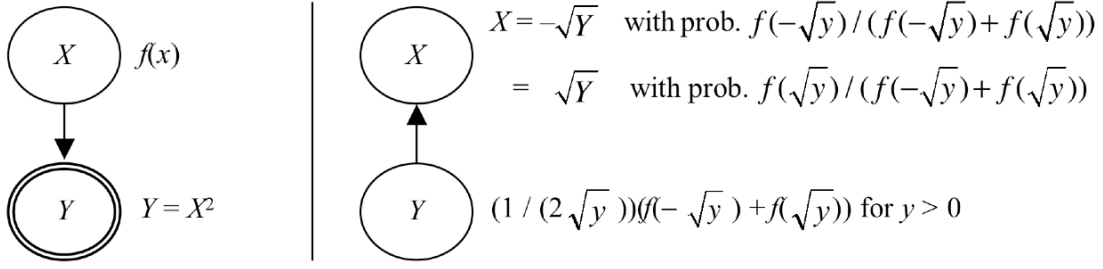 X f(x)
Y Y = X²
X X = –√Y with prob. f(–√y) / (f(–√y) + f(√y))
= √Y with prob. f(√y) / (f(–√y) + f(√y))
Y (1 / (2√y))(f(–√y) + f(√y)) for y > 0